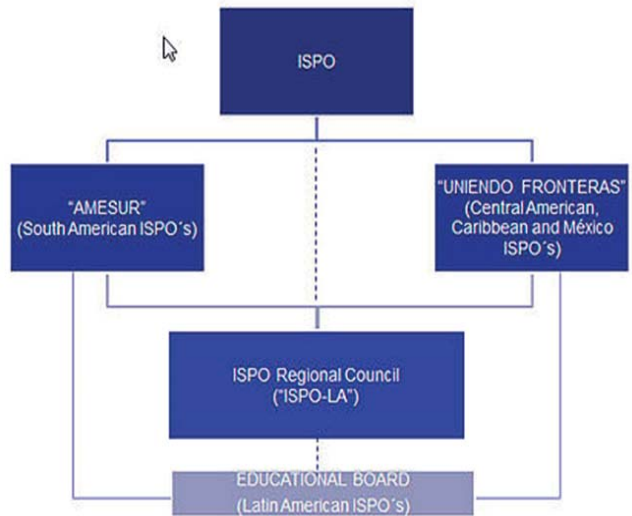 ISPO
"AMESUR"
(South American ISPO´s)
"UNIENDO FRONTERAS"
(Central American,
Caribbean and México
ISPO´s)
ISPO Regional Council
("ISPO-LA")
EDUCATIONAL BOARD
(Latin American ISPO´s)